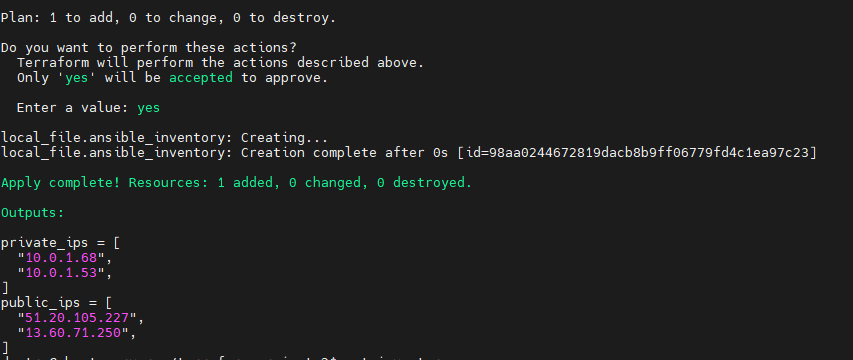 Plan: 1 to add, 0 to change, 0 to destroy.
Do you want to perform these actions?
Terraform will perform the actions described above.
Only 'yes' will be accepted to approve.
Enter a value: yes
local_file.ansible_inventory: Creating...
local_file.ansible_inventory: Creation complete after 0s [id=98aa0244672819dacb8b9ff06779fd4c1ea97c23]
Apply complete! Resources: 1 added, 0 changed, 0 destroyed.
Outputs:
private_ips = [
"10.0.1.68",
"10.0.1.53",
]
public_ips = [
"51.20.105.227",
"13.60.71.250",
]